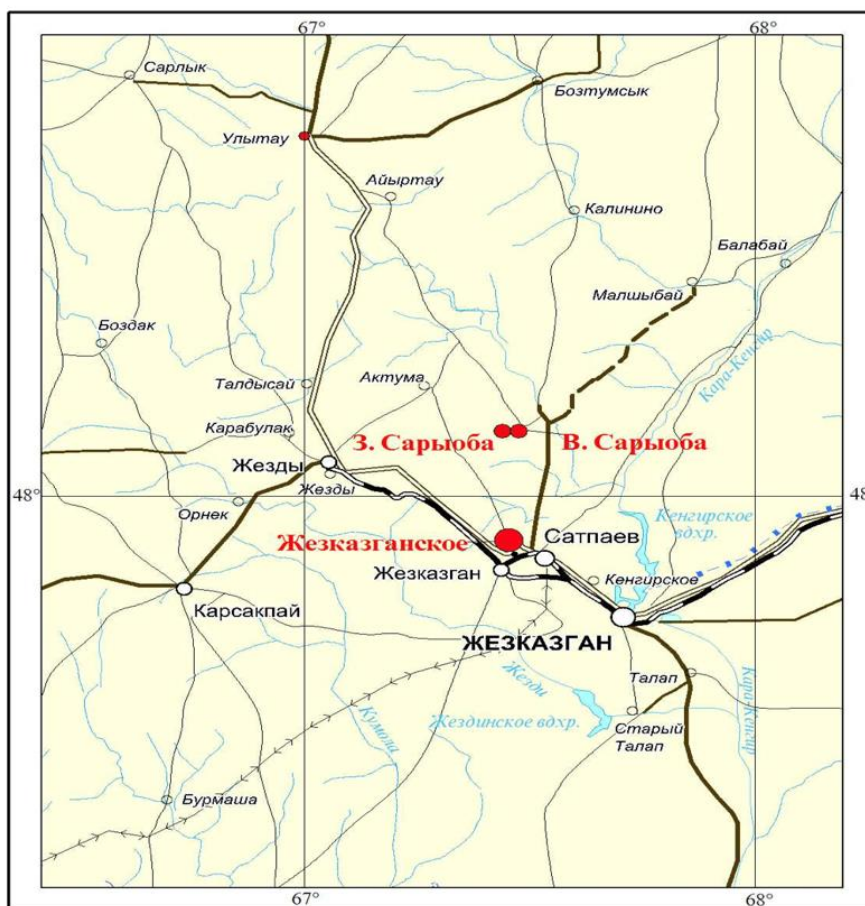 67°
68°
Сарлык
Бозтумсык
Улытау
Айыртау
Калинино
Балабай
Малшыбай
Боздак
Кара-Кенгир
Талдысай
Актума
Карабулак
З. Сарыоба
В. Сарыоба
Жезды
Жезды
48°
48
Орнек
Кенгирское
вдхр.
Жезказганское
Сатпаев
Жезказган
Кенгирское
Карсакпай
ЖЕЗКАЗГАН
Жезди
Талап
Кара-Кенгир
Кумола
Жездинское вдхр.
Старый
Талап
Бурмаша
67°
68°